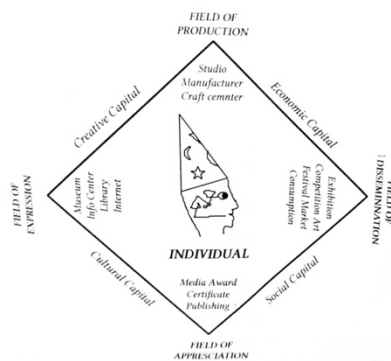 FIELD OF
PRODUCTION
Studio
Manufacturer
Craft cemnter
Creative Capital
Economic Capital
Museum
Info Center
Library
Internet
Exhibition
Competition Art
Festival Market
Consumption
FIELD OF
EXPRESSION
FIELD OF
DISSEMINNATION
INDIVIDUAL
Media Award
Certificate
Publishing
Cultural Capital
Social Capital
FIELD OF
APPRESCIATION